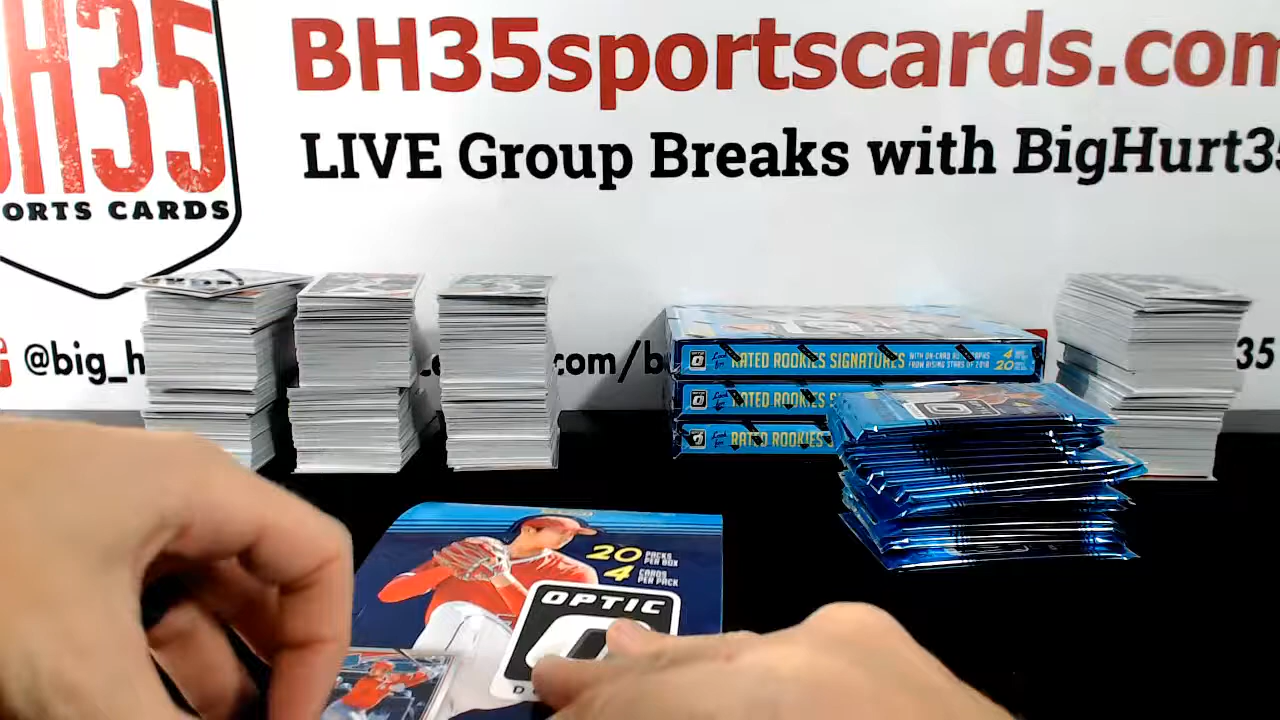 BH35sportscards.com
LIVE Group Breaks with BigHurt35
H35
ORTS CARDS
@big_h
.com/b
35
RATED ROOKIES SIGNATURES
WITH ON-CARD AUTOGRAPHS
FROM RISING STARS OF 2018
4
20
RATED ROOKIES S
RATED ROOKIES S
20 PACKS PER BOX
4 CARDS PER PACK
OPTIC
D